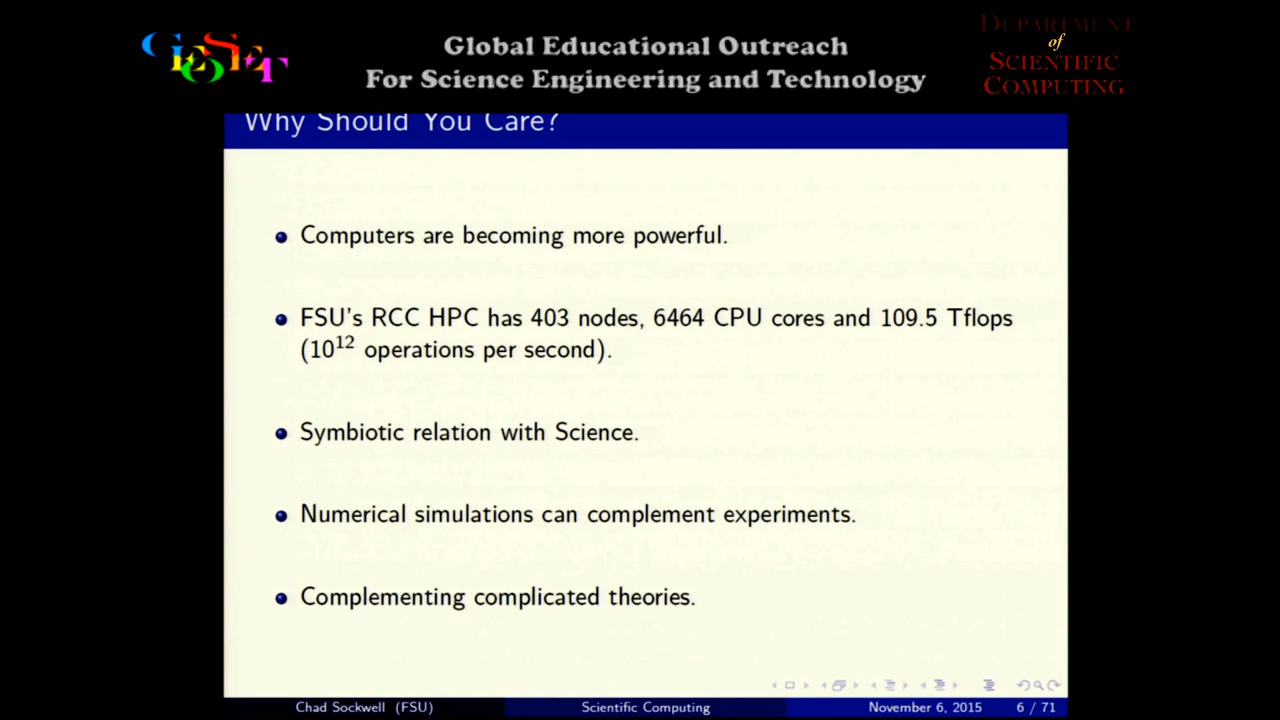 GEOSET
Global Educational Outreach
For Science Engineering and Technology
DEPARTMENT
of
SCIENTIFIC
COMPUTING
Why Should You Care?
Computers are becoming more powerful.
FSU's RCC HPC has 403 nodes, 6464 CPU cores and 109.5 Tflops
(10¹² operations per second).
Symbiotic relation with Science.
Numerical simulations can complement experiments.
Complementing complicated theories.
Chad Sockwell (FSU) Scientific Computing November 6, 2015 6 / 71